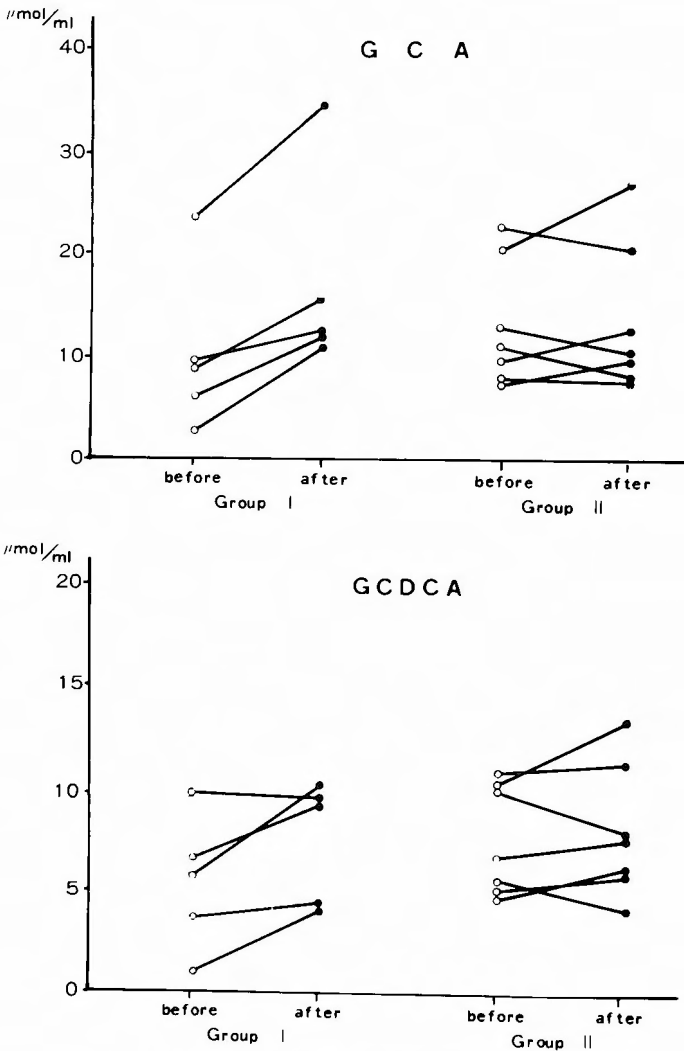 μmol/ml
G C A
40
30
20
10
0
before after before after
Group I Group II
μmol/ml
GCDCA
20
15
10
5
0
before after before after
Group I Group II